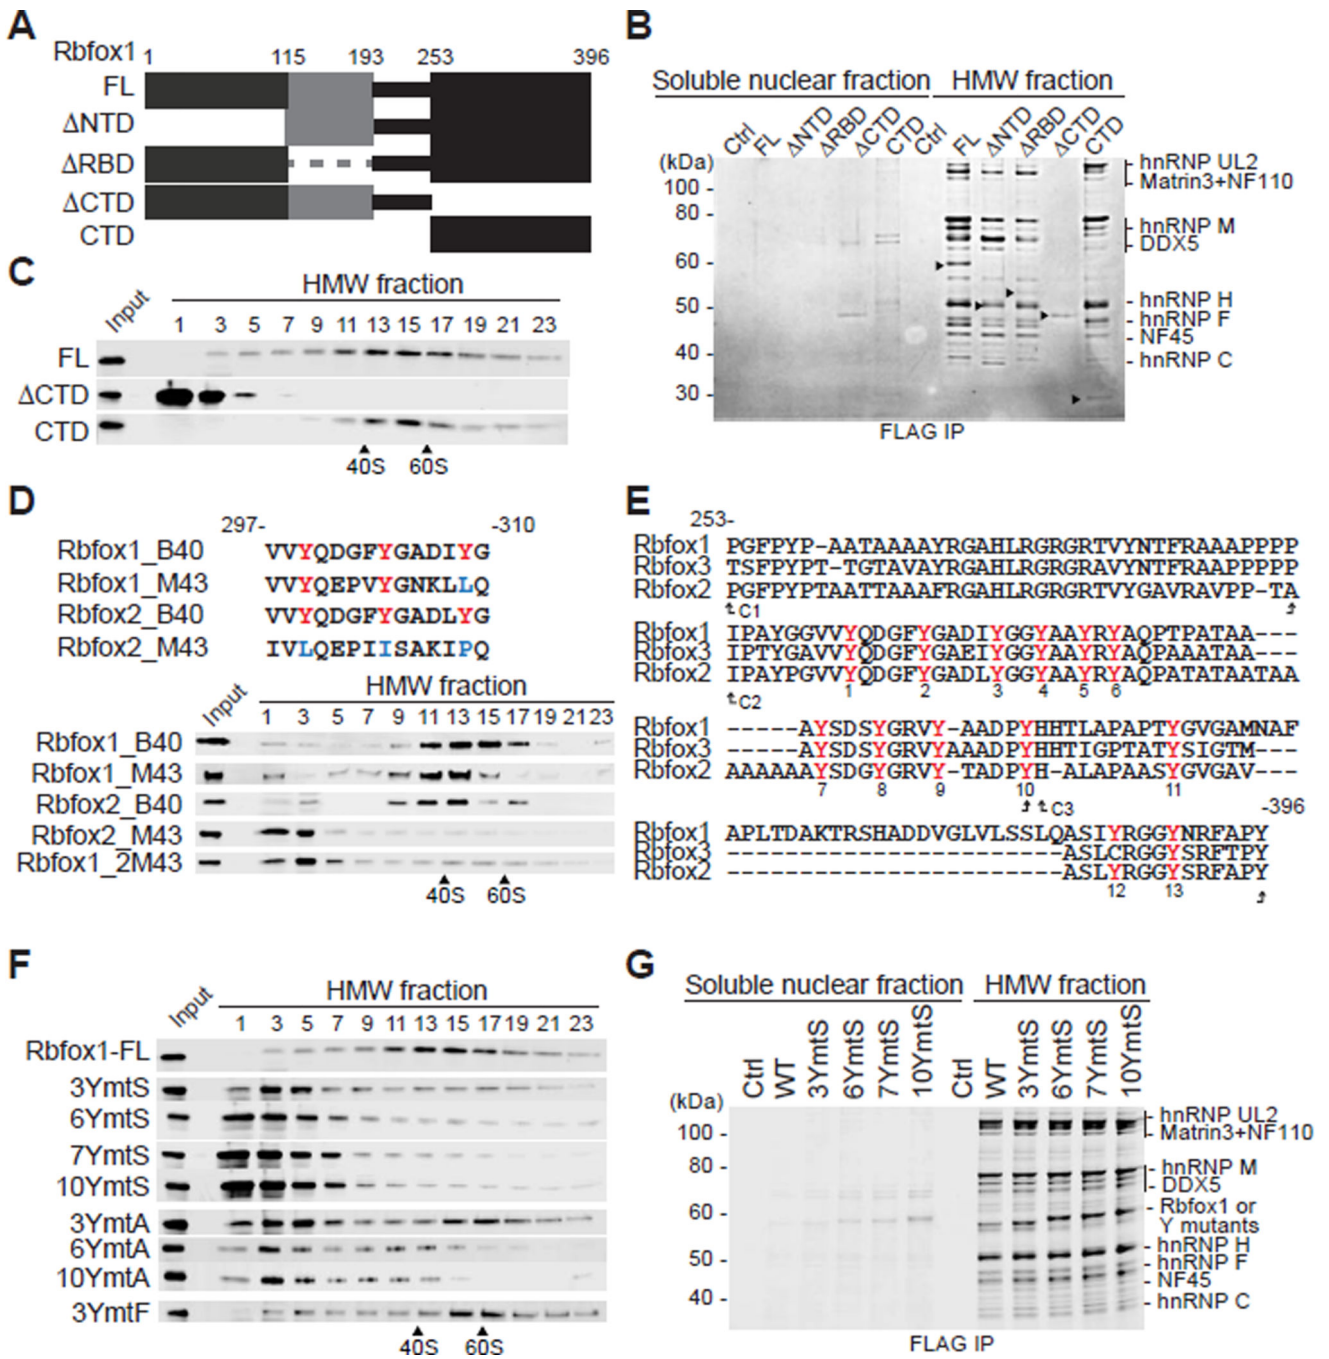 A
Rbfox1 1 115 193 253 396
FL
ΔNTD
ΔRBD
ΔCTD
CTD
B
Soluble nuclear fraction HMW fraction
Ctrl FL ΔNTD ΔRBD ΔCTD CTD Ctrl FL ΔNTD ΔRBD ΔCTD CTD
(kDa)
100 -
80 -
60 -
50 -
40 -
30 -
hnRNP UL2
Matrin3+NF110
hnRNP M
DDX5
hnRNP H
hnRNP F
NF45
hnRNP C
FLAG IP
C
HMW fraction
Input 1 3 5 7 9 11 13 15 17 19 21 23
FL
ΔCTD
CTD
40S 60S
D
297- -310
Rbfox1_B40 VVYQDGFYGADIYG
Rbfox1_M43 VVYQEPVYGNKLLQ
Rbfox2_B40 VVYQDGFYGADLYG
Rbfox2_M43 IVLQEPIISAKIPQ
HMW fraction
Input 1 3 5 7 9 11 13 15 17 19 21 23
Rbfox1_B40
Rbfox1_M43
Rbfox2_B40
Rbfox2_M43
Rbfox1_2M43
40S 60S
E
253-
Rbfox1 PGFPYP-AATAAAAYRGAHLRGRGRTVYNTFRAAAPPPP
Rbfox3 TSFPYPT-TGTAVAYRGAHLRGRGRAVYNTFRAAPPPPP
Rbfox2 PGFPYPTAATTAAAFRGAHLRGRGRTVYGAVRAVPP-TA
C1
Rbfox1 IPAYGGVVYQDGFYGADIYGGYAAYRYAQPTPATAA---
Rbfox3 IPTYGAVVYQDGFYGAEIYGGYAAYRYAQPAAATAA---
Rbfox2 IPAYPGVVYQDGFYGADLYGGYAAYRYAQPATATAATAA
C2 1 2 3 4 5 6
Rbfox1 -----AYSDSYGRVY-AADPYHHTLAPAPTYGVGAMNAF
Rbfox3 -----AYSDSYGRVYAAADPYHHTIGPTATYSIGTM---
Rbfox2 AAAAAAYSDGYGRVY-TADPYH-ALAPAASYGVGAV---
7 8 9 10 C3 11
-396
Rbfox1 APLTDAKTRSHADDVGLVLSSLQASIYRGGYNRFAPY
Rbfox3 -----------------------ASLCRGGYSRFTPY
Rbfox2 -----------------------ASLYRGGYSRFAPY
12 13
F
HMW fraction
Input 1 3 5 7 9 11 13 15 17 19 21 23
Rbfox1-FL
3YmtS
6YmtS
7YmtS
10YmtS
3YmtA
6YmtA
10YmtA
3YmtF
40S 60S
G
Soluble nuclear fraction HMW fraction
Ctrl WT 3YmtS 6YmtS 7YmtS 10YmtS Ctrl WT 3YmtS 6YmtS 7YmtS 10YmtS
(kDa)
100 -
80 -
60 -
50 -
40 -
hnRNP UL2
Matrin3+NF110
hnRNP M
DDX5
Rbfox1 or
Y mutants
hnRNP H
hnRNP F
NF45
hnRNP C
FLAG IP